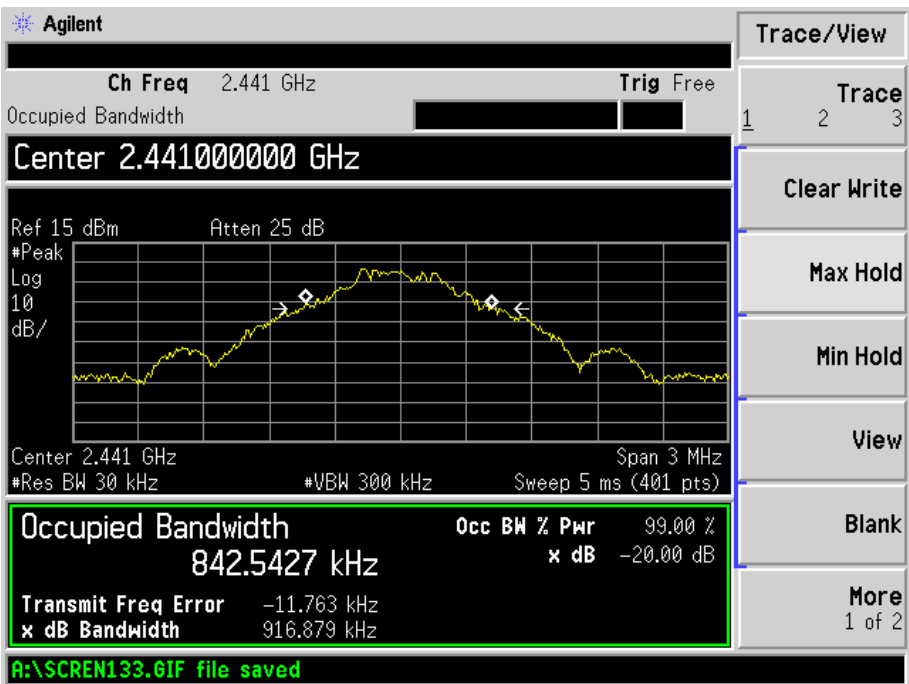 Agilent
Trace/View
Ch Freq 2.441 GHz Trig Free
Occupied Bandwidth
Center 2.441000000 GHz
Ref 15 dBm Atten 25 dB
#Peak
Log
10
dB/
Center 2.441 GHz Span 3 MHz
#Res BW 30 kHz #VBW 300 kHz Sweep 5 ms (401 pts)
Occupied Bandwidth
842.5427 kHz
Occ BW % Pwr 99.00 %
x dB -20.00 dB
Transmit Freq Error -11.763 kHz
x dB Bandwidth 916.879 kHz
A:\SCREN133.GIF file saved
Trace
1 2 3
Clear Write
Max Hold
Min Hold
View
Blank
More
1 of 2